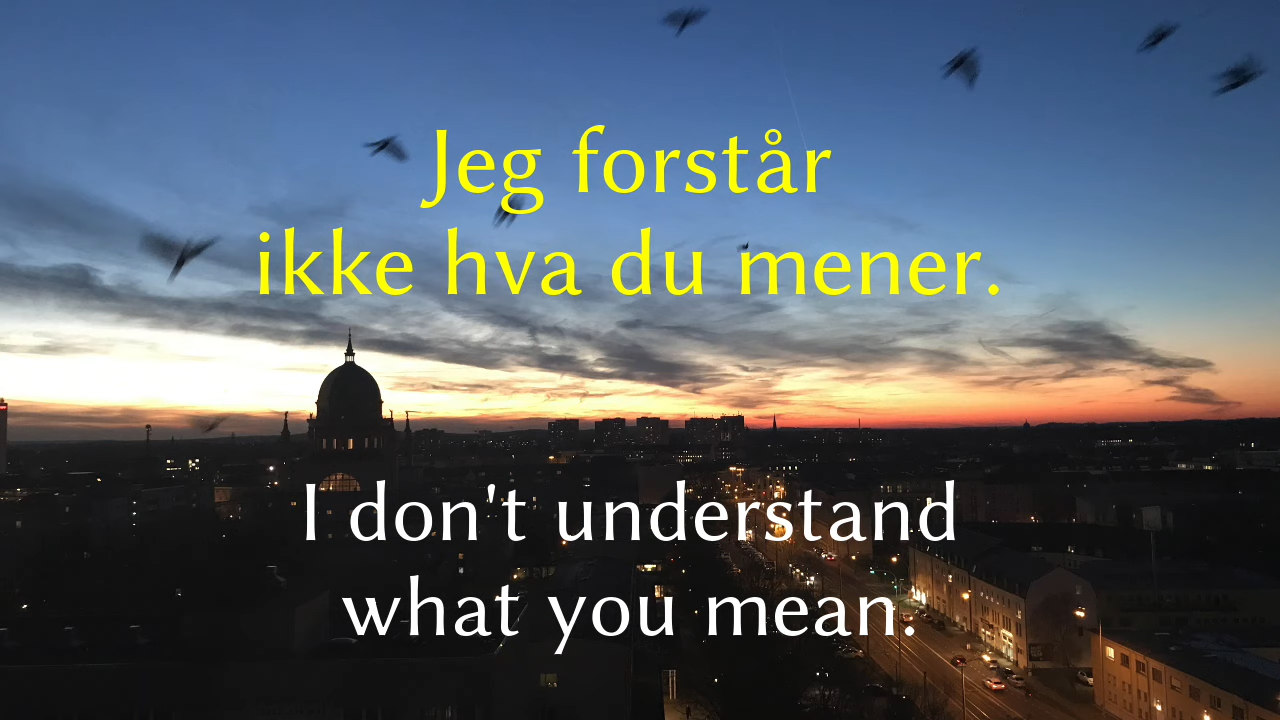 Jeg forstår
ikke hva du mener.
I don't understand
what you mean.